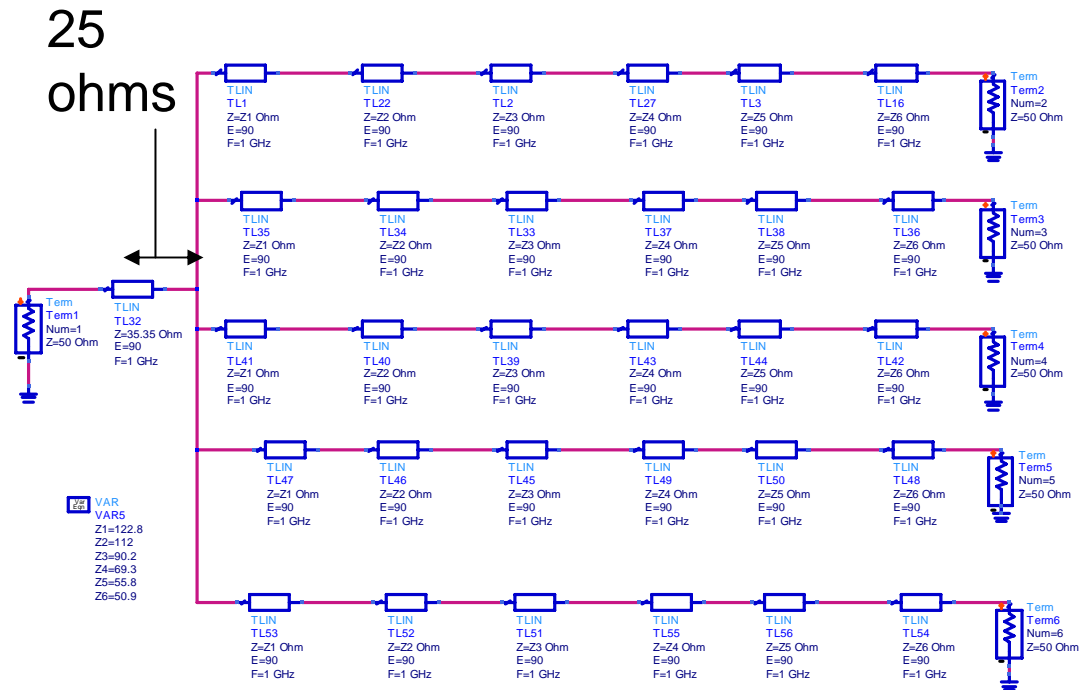 25
ohms
TLIN
TL1
Z=Z1 Ohm
E=90
F=1 GHz
TLIN
TL22
Z=Z2 Ohm
E=90
F=1 GHz
TLIN
TL2
Z=Z3 Ohm
E=90
F=1 GHz
TLIN
TL27
Z=Z4 Ohm
E=90
F=1 GHz
TLIN
TL3
Z=Z5 Ohm
E=90
F=1 GHz
TLIN
TL16
Z=Z6 Ohm
E=90
F=1 GHz
Term
Term2
Num=2
Z=50 Ohm
TLIN
TL35
Z=Z1 Ohm
E=90
F=1 GHz
TLIN
TL34
Z=Z2 Ohm
E=90
F=1 GHz
TLIN
TL33
Z=Z3 Ohm
E=90
F=1 GHz
TLIN
TL37
Z=Z4 Ohm
E=90
F=1 GHz
TLIN
TL38
Z=Z5 Ohm
E=90
F=1 GHz
TLIN
TL36
Z=Z6 Ohm
E=90
F=1 GHz
Term
Term3
Num=3
Z=50 Ohm
Term
Term1
Num=1
Z=50 Ohm
TLIN
TL32
Z=35.35 Ohm
E=90
F=1 GHz
TLIN
TL41
Z=Z1 Ohm
E=90
F=1 GHz
TLIN
TL40
Z=Z2 Ohm
E=90
F=1 GHz
TLIN
TL39
Z=Z3 Ohm
E=90
F=1 GHz
TLIN
TL43
Z=Z4 Ohm
E=90
F=1 GHz
TLIN
TL44
Z=Z5 Ohm
E=90
F=1 GHz
TLIN
TL42
Z=Z6 Ohm
E=90
F=1 GHz
Term
Term4
Num=4
Z=50 Ohm
TLIN
TL47
Z=Z1 Ohm
E=90
F=1 GHz
TLIN
TL46
Z=Z2 Ohm
E=90
F=1 GHz
TLIN
TL45
Z=Z3 Ohm
E=90
F=1 GHz
TLIN
TL49
Z=Z4 Ohm
E=90
F=1 GHz
TLIN
TL50
Z=Z5 Ohm
E=90
F=1 GHz
TLIN
TL48
Z=Z6 Ohm
E=90
F=1 GHz
Term
Term5
Num=5
Z=50 Ohm
Var
Eqn
VAR
VAR5
Z1=122.8
Z2=112
Z3=90.2
Z4=69.3
Z5=55.8
Z6=50.9
TLIN
TL53
Z=Z1 Ohm
E=90
F=1 GHz
TLIN
TL52
Z=Z2 Ohm
E=90
F=1 GHz
TLIN
TL51
Z=Z3 Ohm
E=90
F=1 GHz
TLIN
TL55
Z=Z4 Ohm
E=90
F=1 GHz
TLIN
TL56
Z=Z5 Ohm
E=90
F=1 GHz
TLIN
TL54
Z=Z6 Ohm
E=90
F=1 GHz
Term
Term6
Num=6
Z=50 Ohm